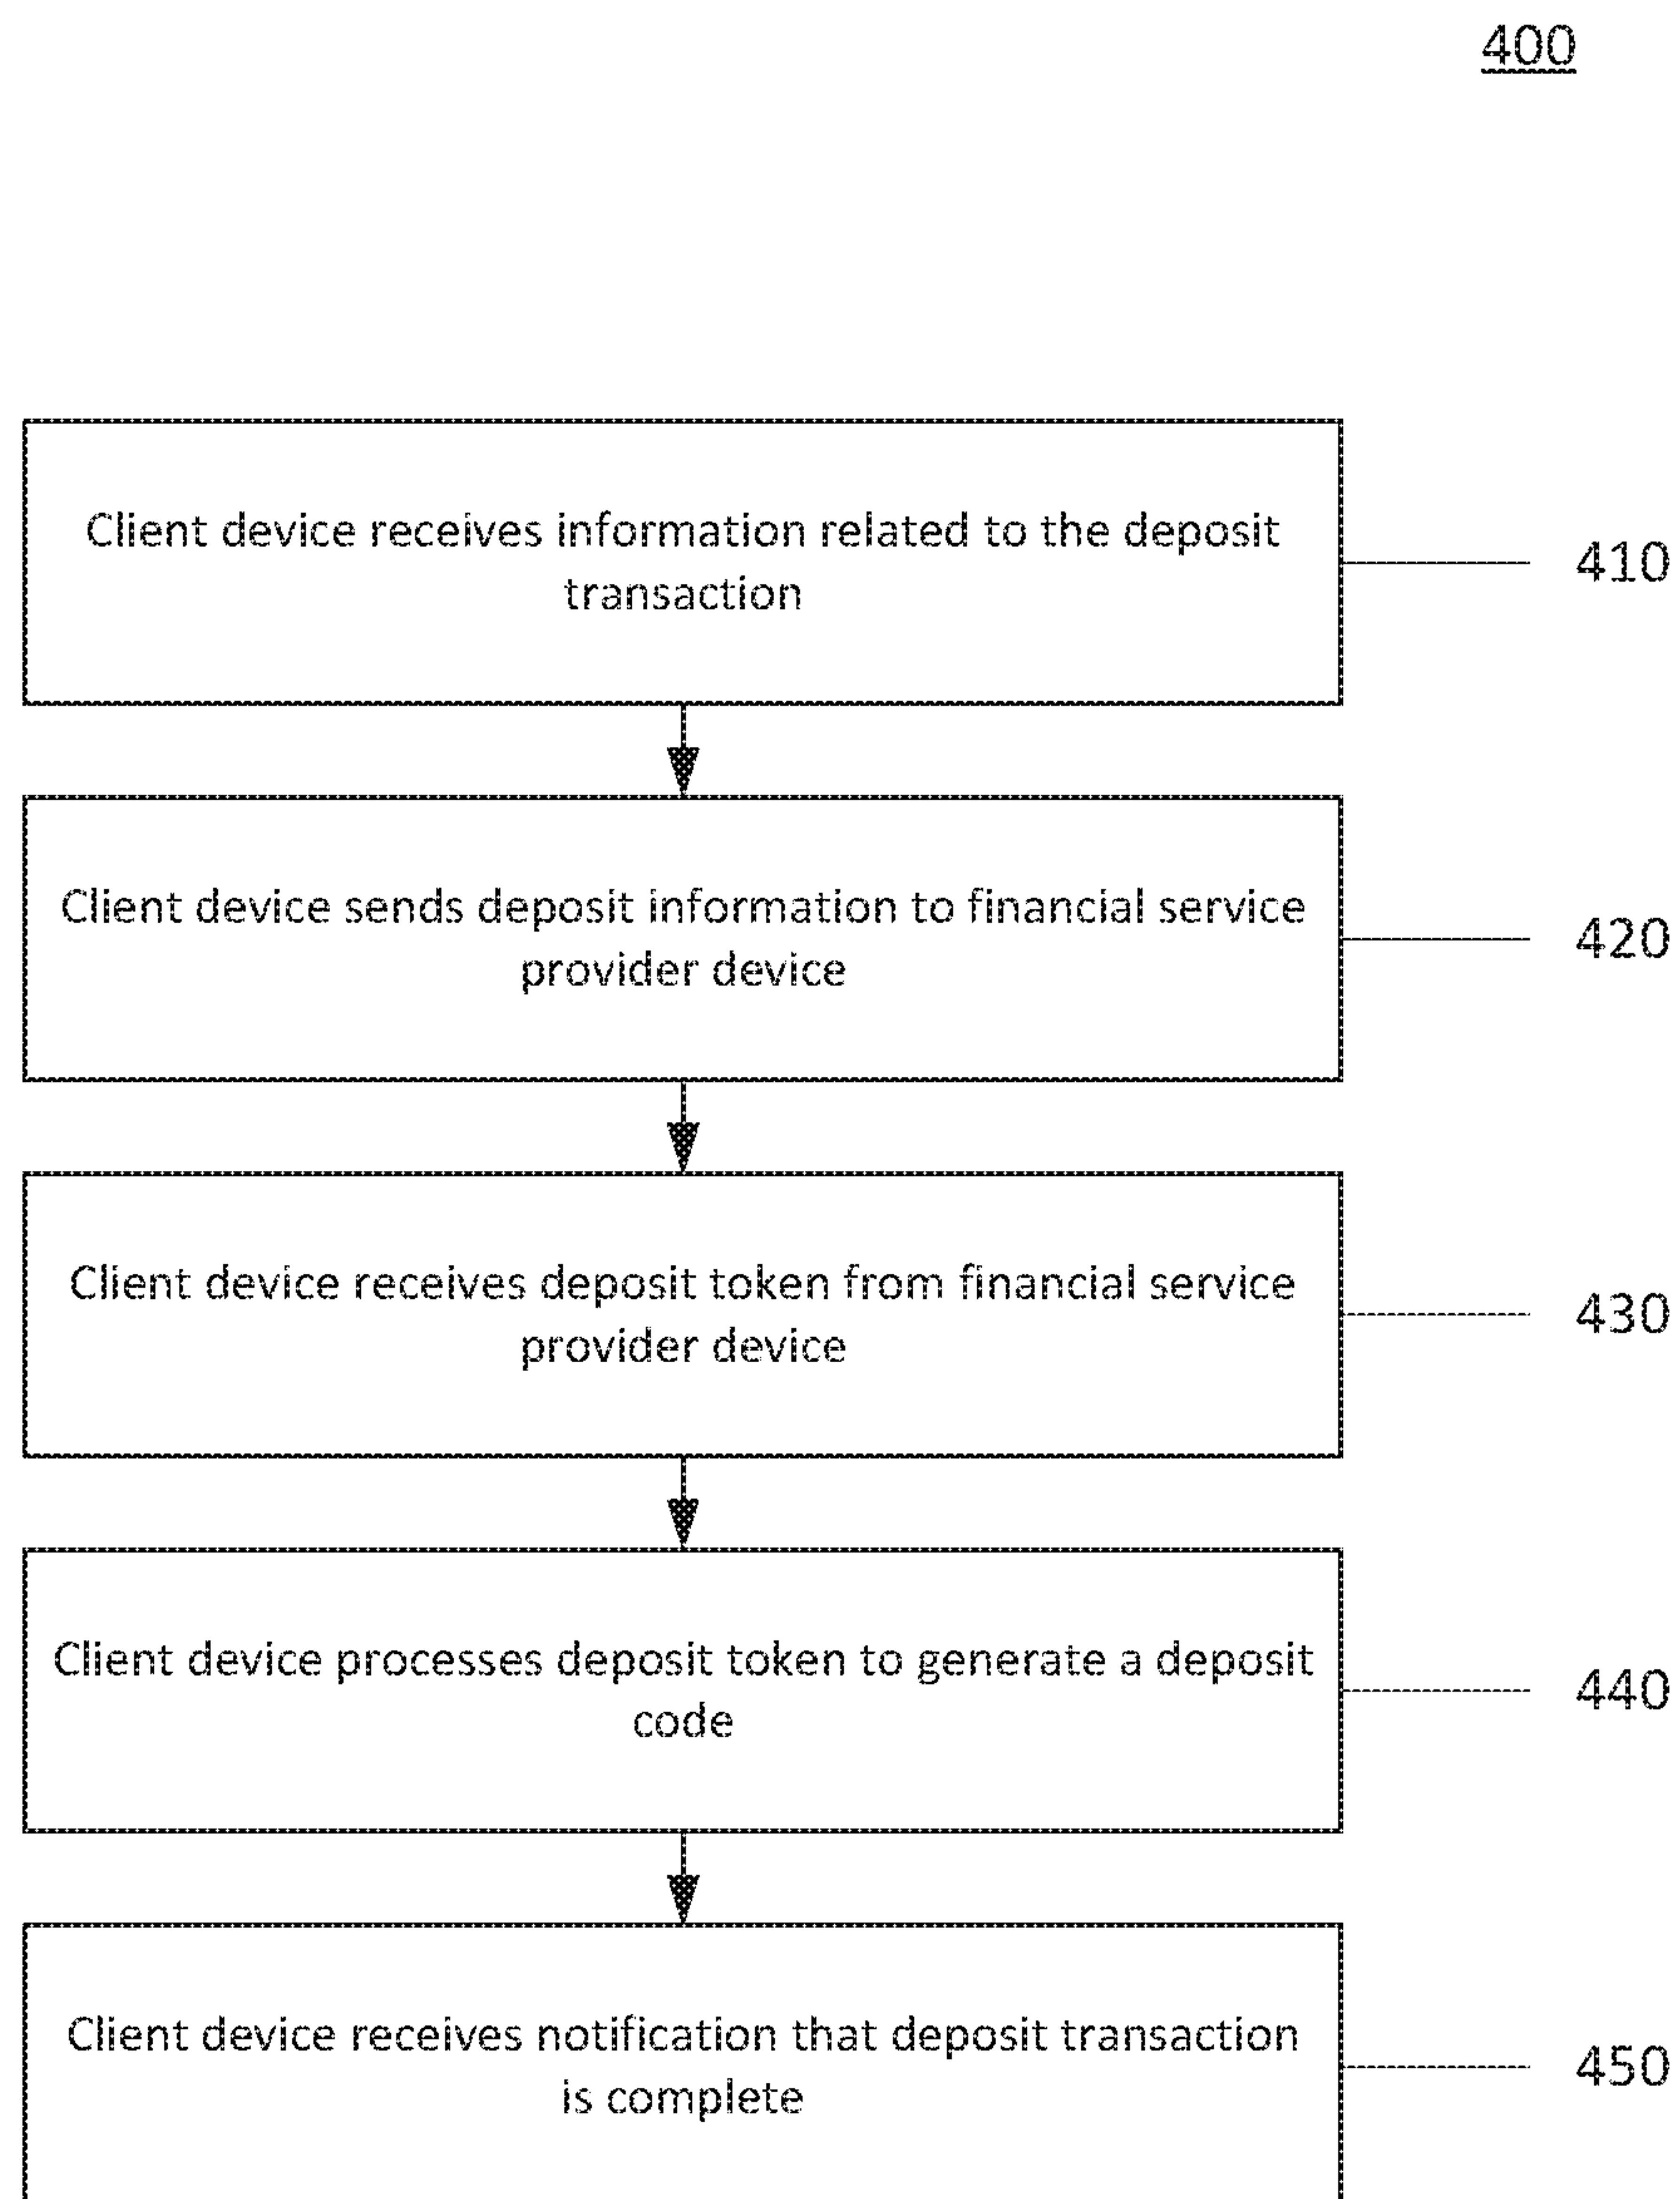 400
Client device receives information related to the deposit
transaction
410
Client device sends deposit information to financial service
provider device
420
Client device receives deposit token from financial service
provider device
430
Client device processes deposit token to generate a deposit
code
440
Client device receives notification that deposit transaction
is complete
450